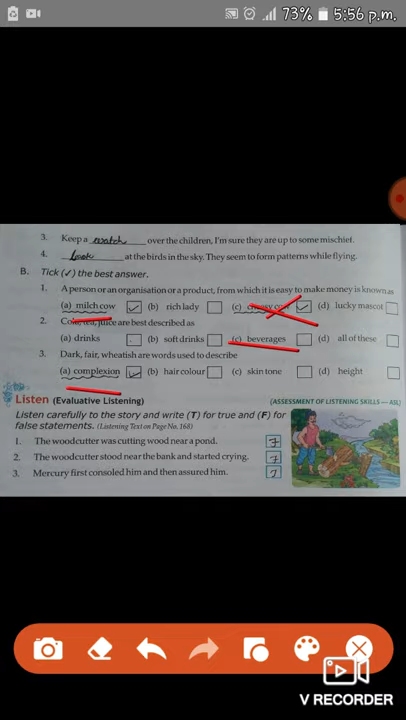 73% 5:56 p.m.
3. Keep a watch over the children, I'm sure they are up to some mischief.
4. Look at the birds in the sky. They seem to form patterns while flying.
B. Tick (✓) the best answer.
1. A person or an organisation or a product, from which it is easy to make money is known as
(a) milch cow (b) rich lady (c) (d) lucky mascot
2. Cola, tea, juice are best described as
(a) drinks (b) soft drinks (c) beverages (d) all of these
3. Dark, fair, wheatish are words used to describe
(a) complexion (b) hair colour (c) skin tone (d) height
Listen (Evaluative Listening) [ASSESSMENT OF LISTENING SKILLS — ASL]
Listen carefully to the story and write (T) for true and (F) for
false statements. (Listening Text on Page No. 168)
1. The woodcutter was cutting wood near a pond.
2. The woodcutter stood near the bank and started crying.
3. Mercury first consoled him and then assured him.
V RECORDER